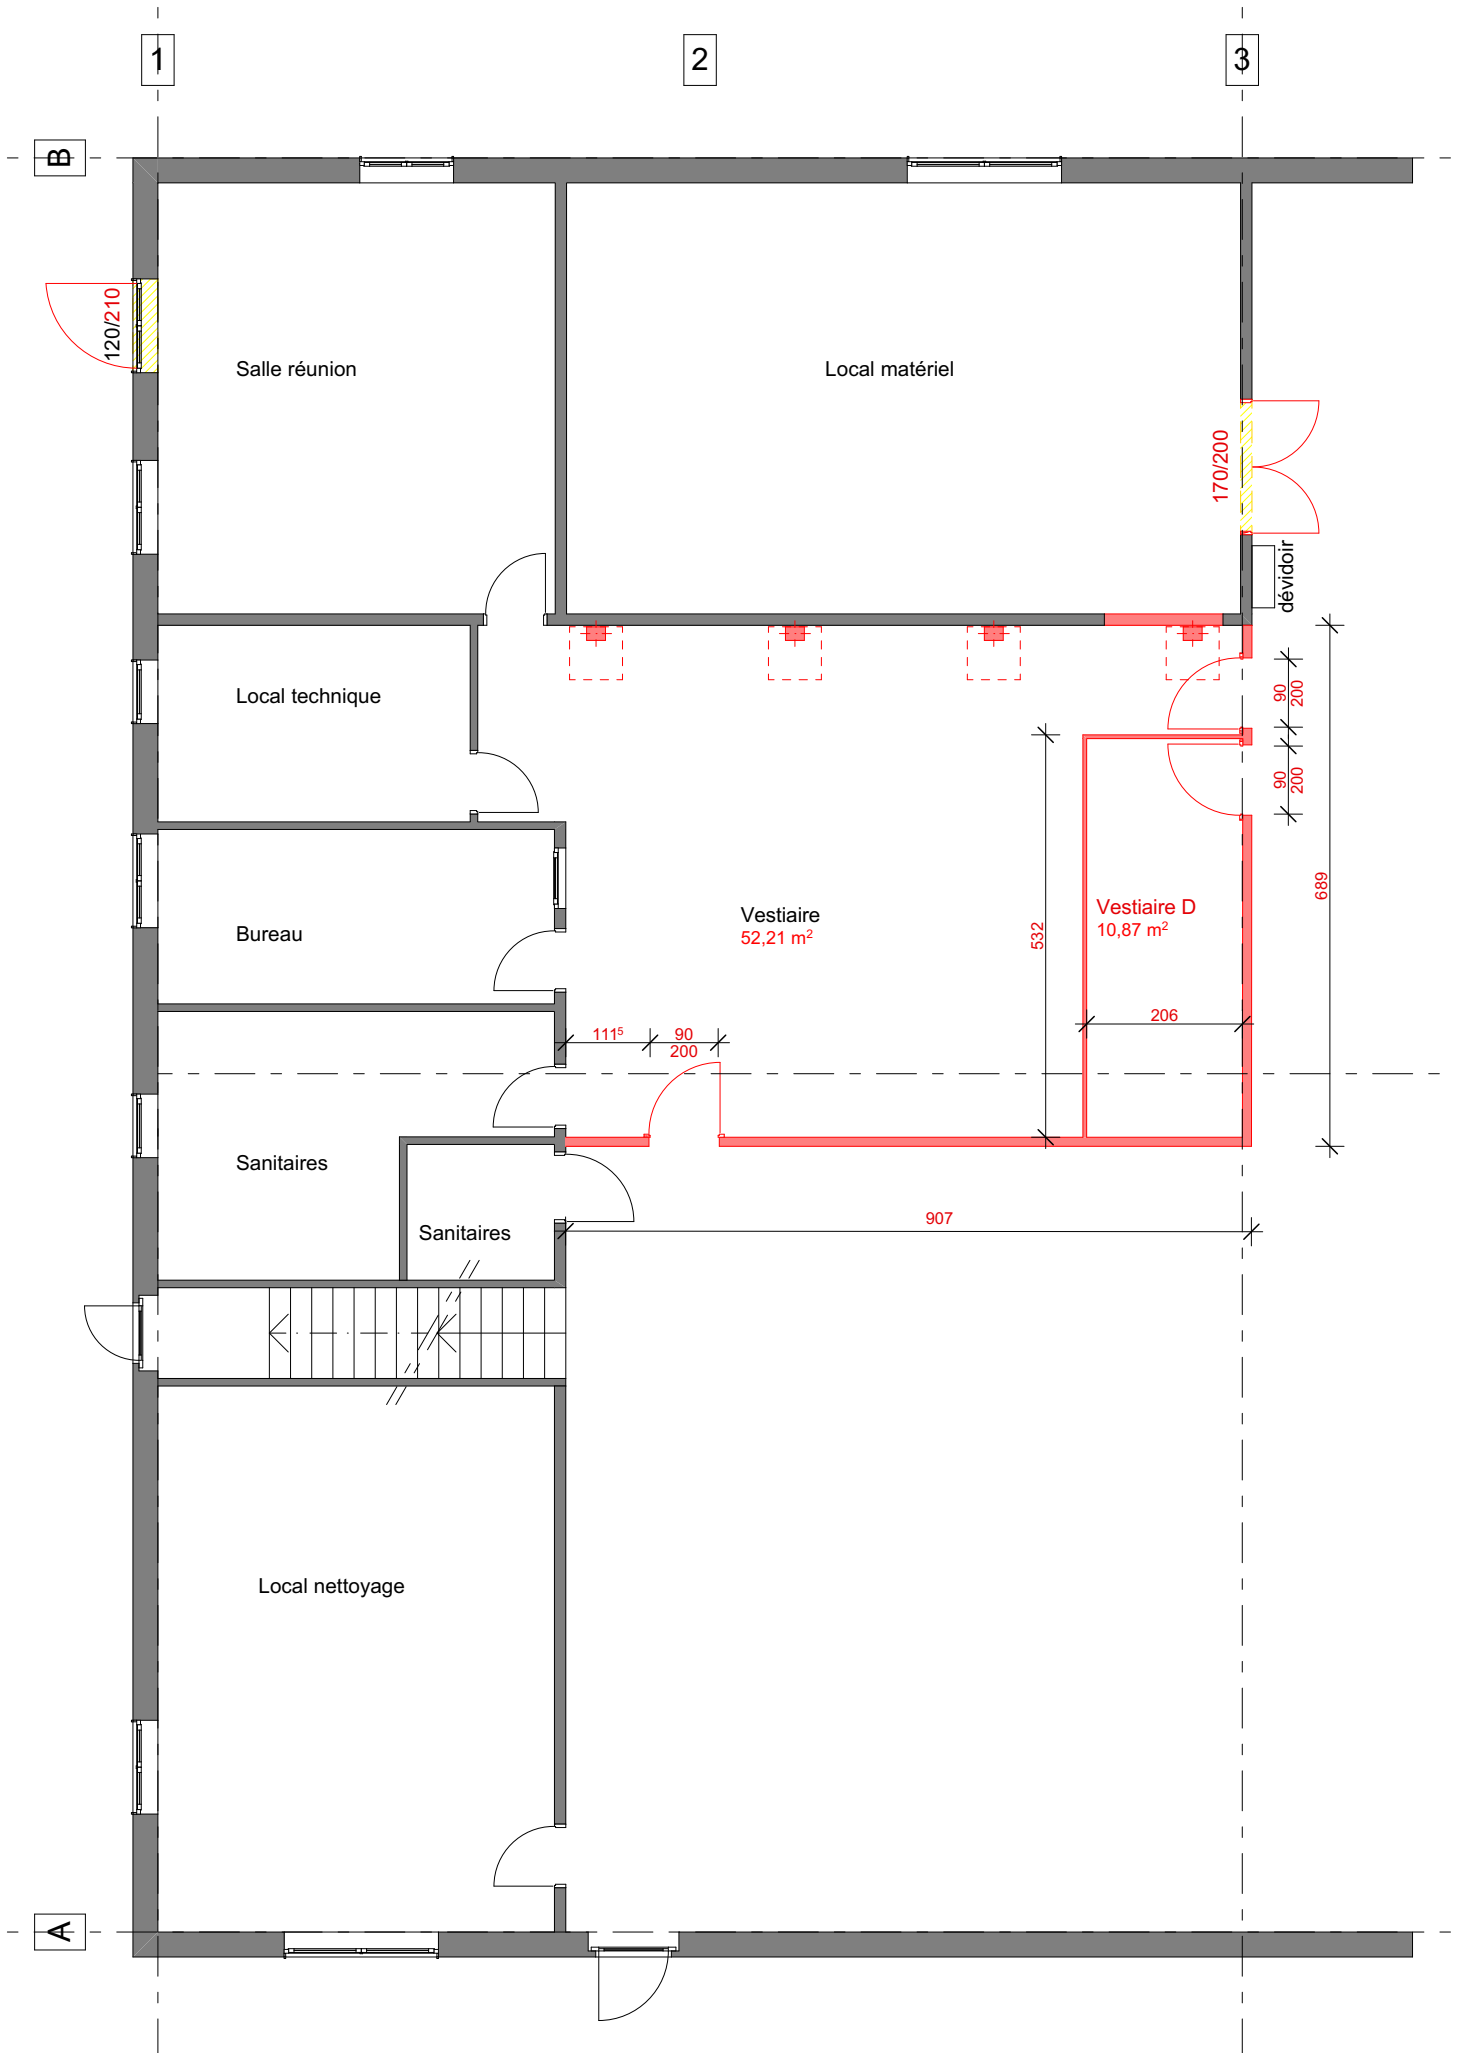 1
2
3
B
120/210
Salle réunion
Local matériel
170/200
dévidoir
Local technique
90
200
90
200
689
Vestiaire
52,21 m²
532
Vestiaire D
10,87 m²
Bureau
206
111⁵
90
200
Sanitaires
Sanitaires
907
Local nettoyage
A